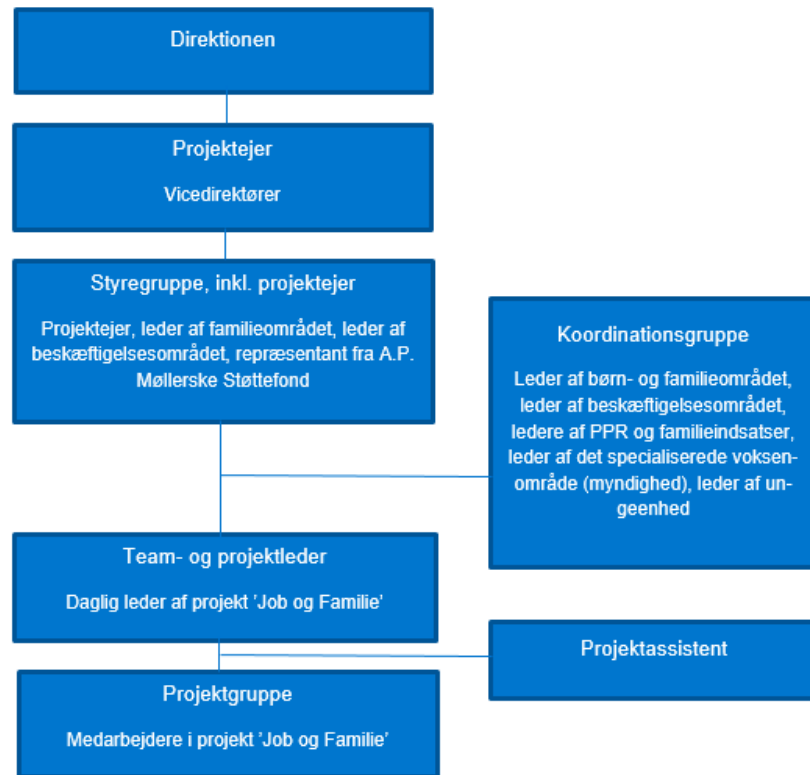 Direktionen
Projektejer
Vicedirektører
Styregruppe, inkl. projektejer
Projektejer, leder af familieområdet, leder af
beskæftigelsesområdet, repræsentant fra A.P.
Møllerske Støttefond
Koordinationsgruppe
Leder af børn- og familieområdet,
leder af beskæftigelsesområdet,
ledere af PPR og familieindsatser,
leder af det specialiserede voksen-
område (myndighed), leder af un-
geenhed
Team- og projektleder
Daglig leder af projekt 'Job og Familie'
Projektassistent
Projektgruppe
Medarbejdere i projekt 'Job og Familie'